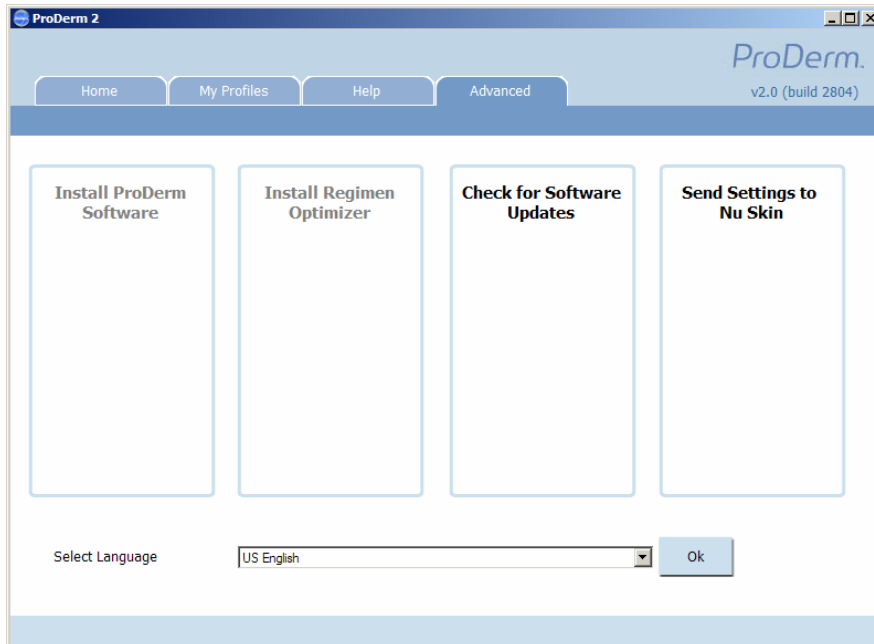 ProDerm 2
ProDerm.
Home My Profiles Help Advanced
v2.0 (build 2804)
Install ProDerm
Software
Install Regimen
Optimizer
Check for Software
Updates
Send Settings to
Nu Skin
Select Language
US English
Ok